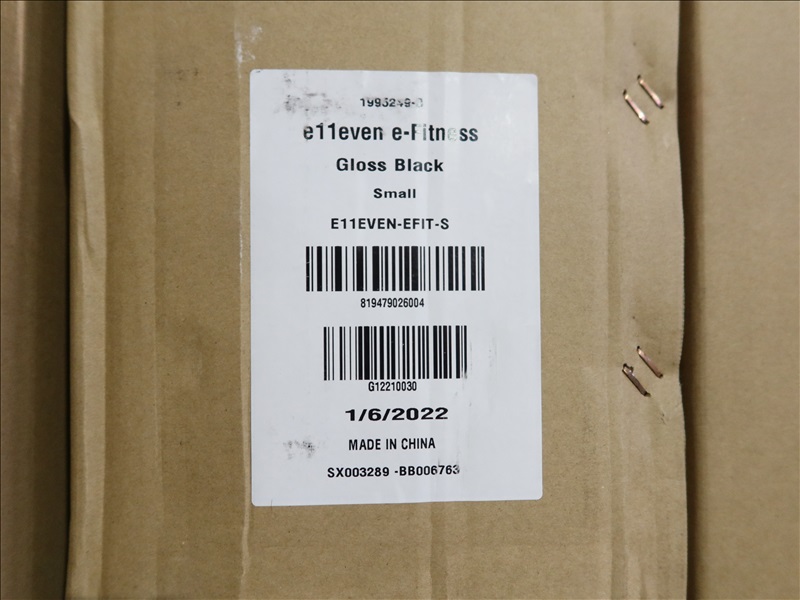 e11even e-Fitness
Gloss Black
Small
E11EVEN-EFIT-S
819479026004
G12210030
1/6/2022
MADE IN CHINA
SX003289 -BB006763